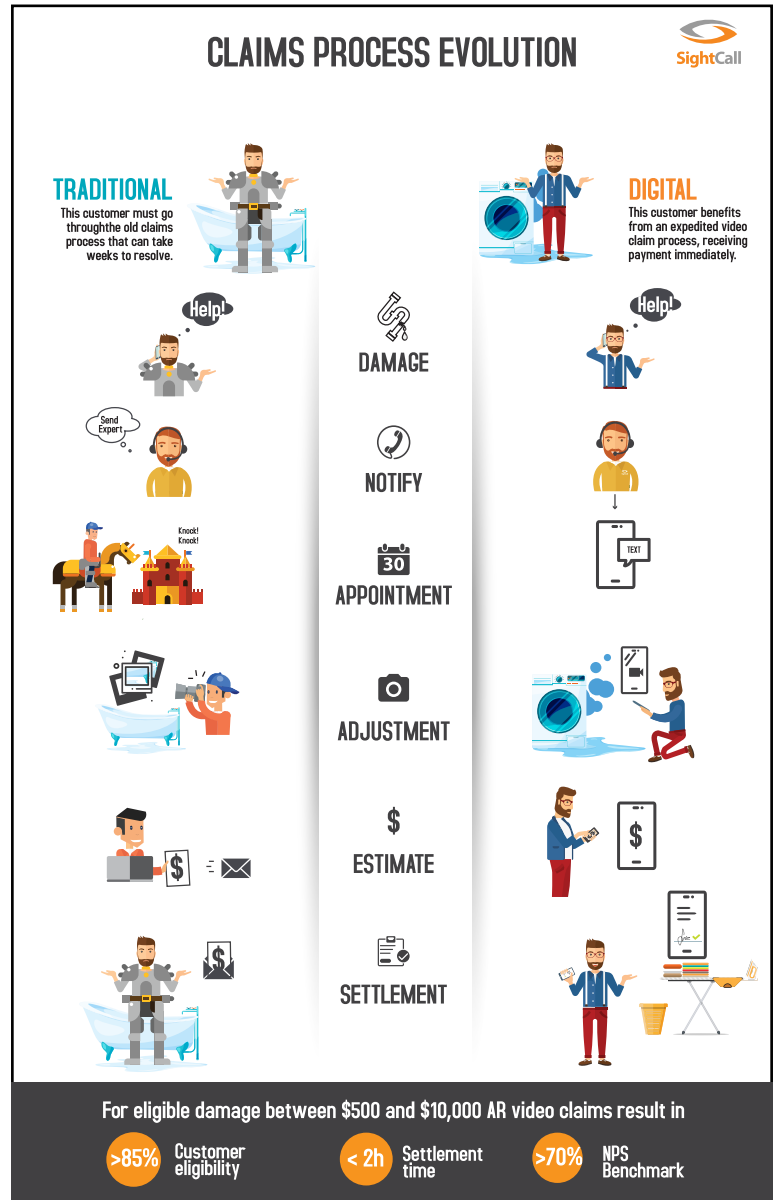 CLAIMS PROCESS EVOLUTION
SightCall
TRADITIONAL
This customer must go
throughthe old claims
process that can take
weeks to resolve.
DIGITAL
This customer benefits
from an expedited video
claim process, receiving
payment immediately.
Help!
Help!
DAMAGE
Send
Expert
NOTIFY
Knock!
Knock!
30
APPOINTMENT
TEXT
ADJUSTMENT
$
$
$
ESTIMATE
$
SETTLEMENT
For eligible damage between $500 and $10,000 AR video claims result in
>85%
Customer
eligibility
< 2h
Settlement
time
>70%
NPS
Benchmark